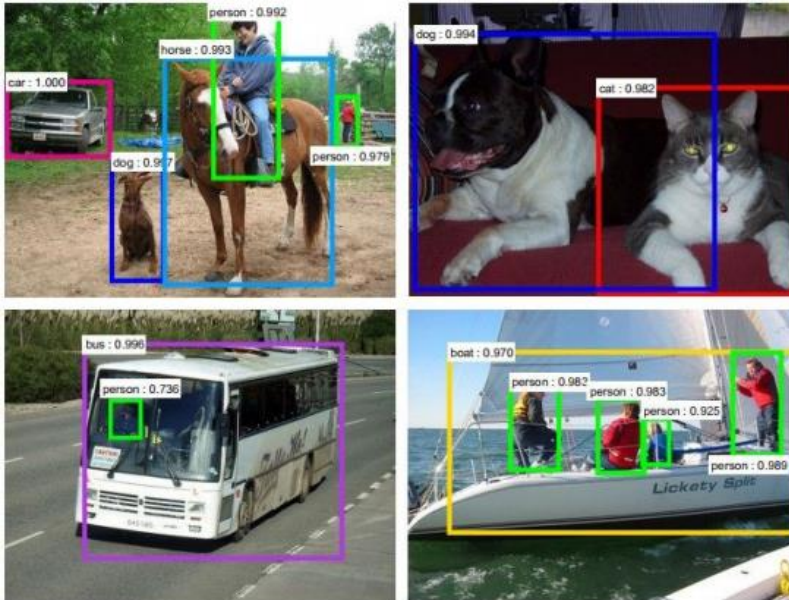 person : 0.992
horse : 0.993
car : 1.000
person : 0.979
dog : 0.997
dog : 0.994
cat : 0.982
bus : 0.996
person : 0.736
boat : 0.970
person : 0.983
person : 0.983
person : 0.925
person : 0.989
Lickety Split